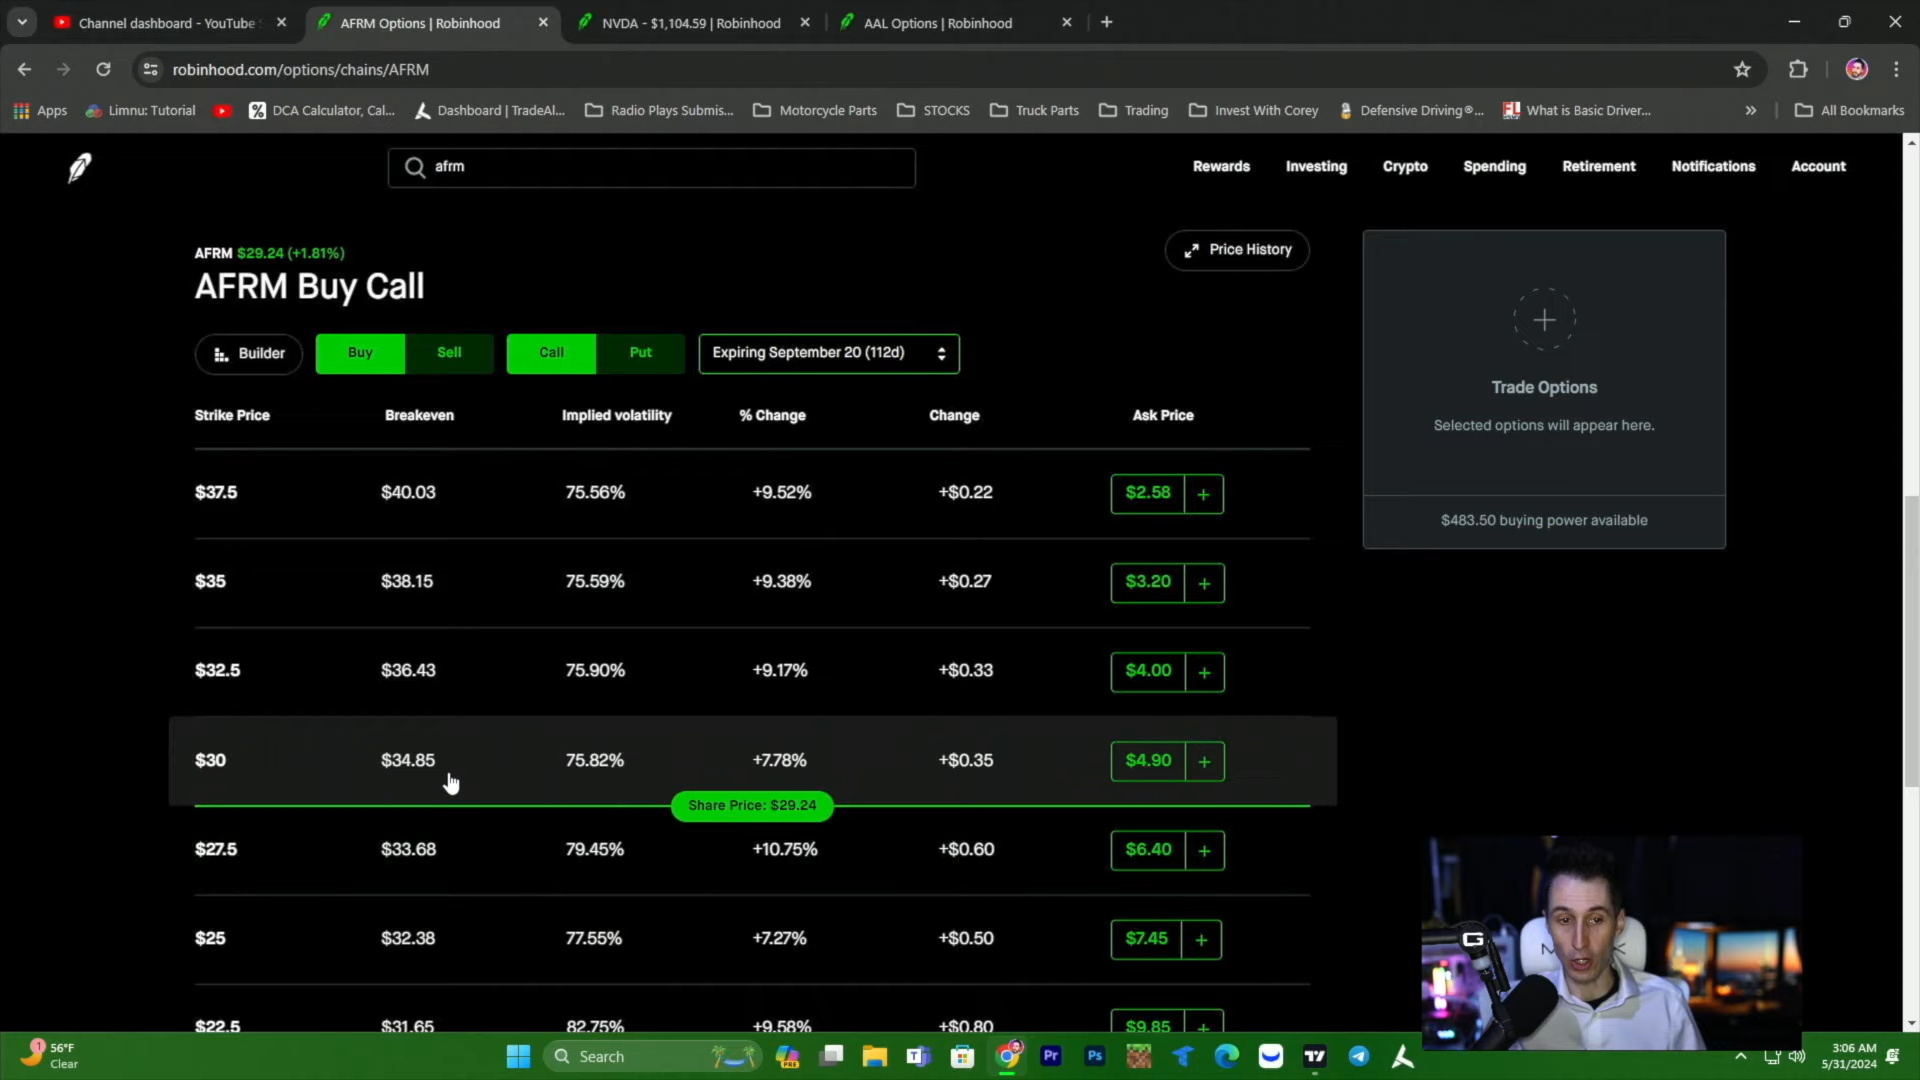 Channel dashboard - YouTube
AFRM Options | Robinhood
NVDA - $1,104.59 | Robinhood
AAL Options | Robinhood
robinhood.com/options/chains/AFRM
Apps
Limnu: Tutorial
DCA Calculator, Cal...
Dashboard | TradeAl...
Radio Plays Submis...
Motorcycle Parts
STOCKS
Truck Parts
Trading
Invest With Corey
Defensive Driving®...
What is Basic Driver...
All Bookmarks
afrm
Rewards
Investing
Crypto
Spending
Retirement
Notifications
Account
AFRM $29.24 (+1.81%)
AFRM Buy Call
Price History
Builder
Buy
Sell
Call
Put
Expiring September 20 (112d)
Strike Price Breakeven Implied volatility % Change Change Ask Price
$37.5 $40.03 75.56% +9.52% +$0.22 $2.58 +
$35 $38.15 75.59% +9.38% +$0.27 $3.20 +
$32.5 $36.43 75.90% +9.17% +$0.33 $4.00 +
$30 $34.85 75.82% +7.78% +$0.35 $4.90 +
Share Price: $29.24
$27.5 $33.68 79.45% +10.75% +$0.60 $6.40 +
$25 $32.38 77.55% +7.27% +$0.50 $7.45 +
$22.5 $31.65 82.75% +9.58% +$0.80 $9.85 +
Trade Options
Selected options will appear here.
$483.50 buying power available
G
1
56°F
Clear
Search
PRE
Pr
Ps
3:06 AM
5/31/2024